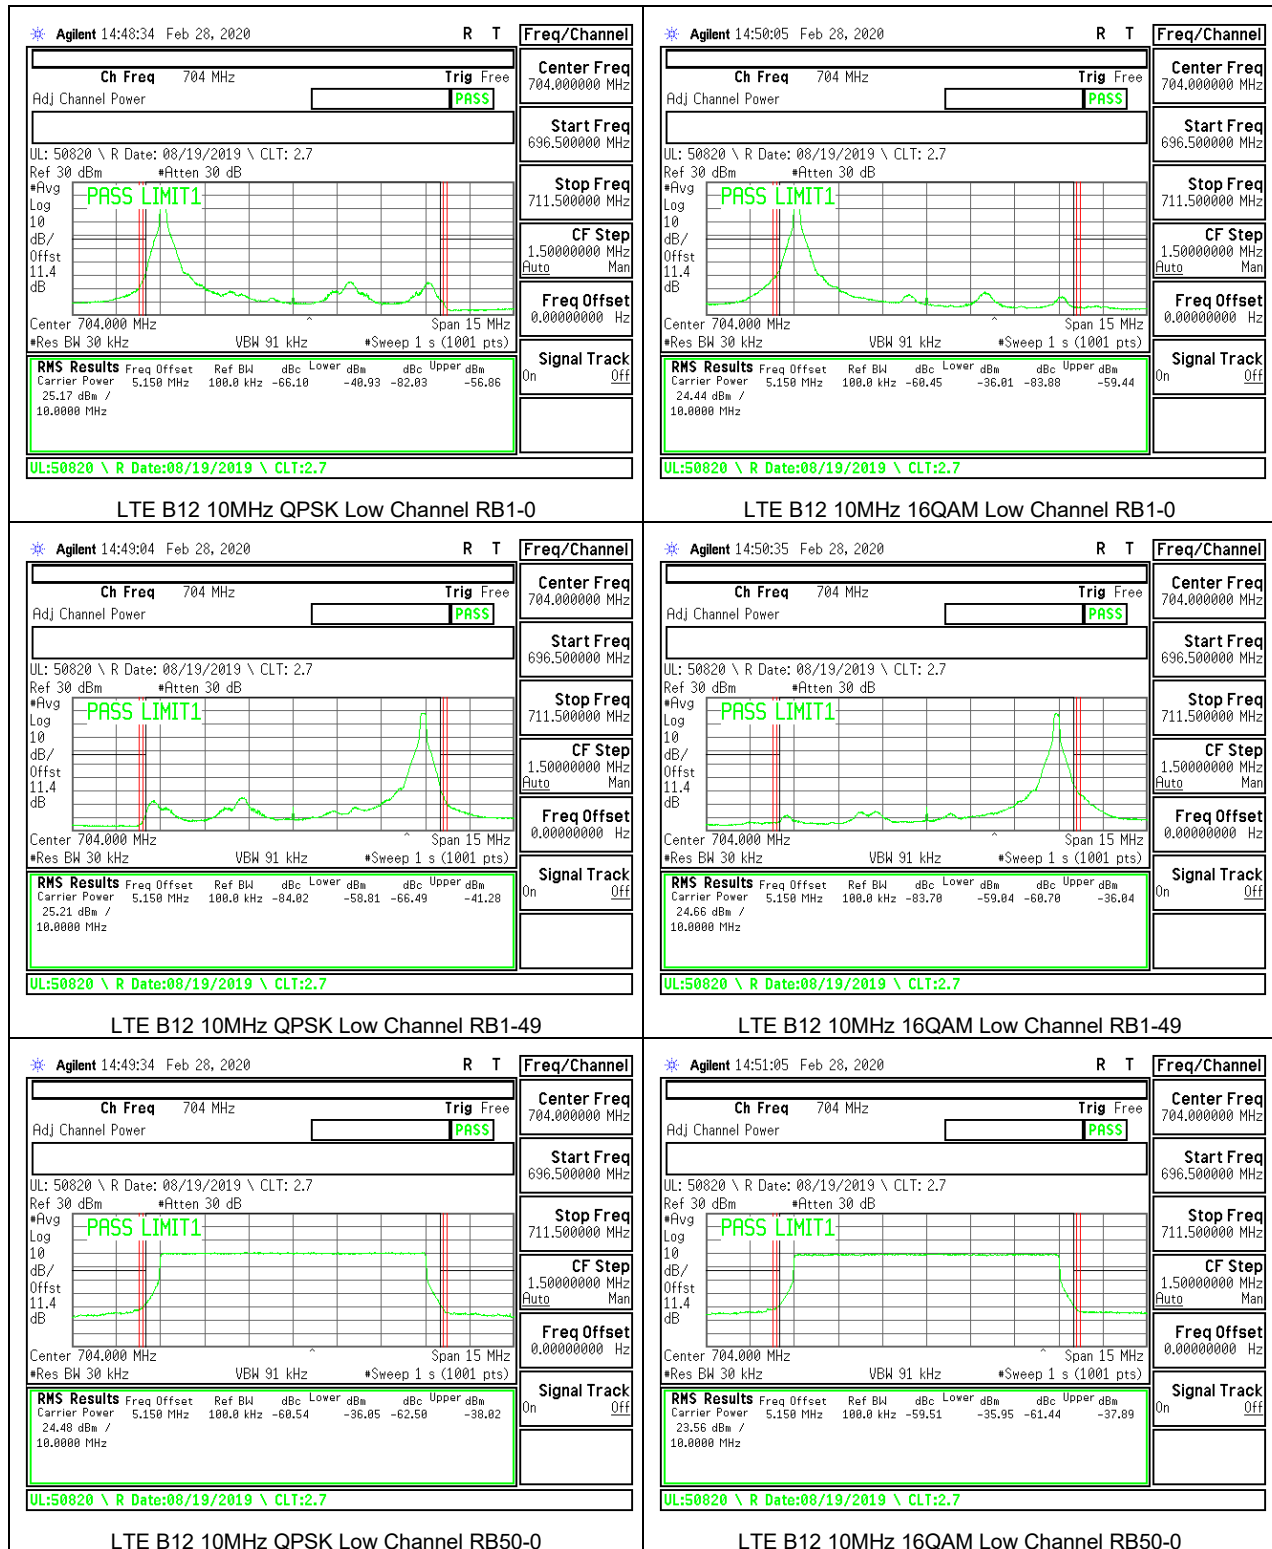 Agilent 14:48:34 Feb 28, 2020 R T Freq/Channel
Ch Freq 704 MHz Trig Free
Adj Channel Power PASS
UL: 50820 \ R Date: 08/19/2019 \ CLT: 2.7
Ref 30 dBm #Atten 30 dB
#Avg
Log
10
dB/
Offst
11.4
dB
PASS LIMIT1
Center 704.000 MHz Span 15 MHz
#Res BW 30 kHz VBW 91 kHz #Sweep 1 s (1001 pts)
RMS Results Freq Offset Ref BW dBc Lower dBm dBc Upper dBm
Carrier Power 5.150 MHz 100.0 kHz -66.10 -40.93 -82.03 -56.86
25.17 dBm /
10.0000 MHz
UL:50820 \ R Date:08/19/2019 \ CLT:2.7
Center Freq
704.000000 MHz
Start Freq
696.500000 MHz
Stop Freq
711.500000 MHz
CF Step
1.50000000 MHz
Auto Man
Freq Offset
0.00000000 Hz
Signal Track
On Off
LTE B12 10MHz QPSK Low Channel RB1-0
Agilent 14:50:05 Feb 28, 2020 R T Freq/Channel
Ch Freq 704 MHz Trig Free
Adj Channel Power PASS
UL: 50820 \ R Date: 08/19/2019 \ CLT: 2.7
Ref 30 dBm #Atten 30 dB
#Avg
Log
10
dB/
Offst
11.4
dB
PASS LIMIT1
Center 704.000 MHz Span 15 MHz
#Res BW 30 kHz VBW 91 kHz #Sweep 1 s (1001 pts)
RMS Results Freq Offset Ref BW dBc Lower dBm dBc Upper dBm
Carrier Power 5.150 MHz 100.0 kHz -60.45 -36.01 -83.88 -59.44
24.44 dBm /
10.0000 MHz
UL:50820 \ R Date:08/19/2019 \ CLT:2.7
Center Freq
704.000000 MHz
Start Freq
696.500000 MHz
Stop Freq
711.500000 MHz
CF Step
1.50000000 MHz
Auto Man
Freq Offset
0.00000000 Hz
Signal Track
On Off
LTE B12 10MHz 16QAM Low Channel RB1-0
Agilent 14:49:04 Feb 28, 2020 R T Freq/Channel
Ch Freq 704 MHz Trig Free
Adj Channel Power PASS
UL: 50820 \ R Date: 08/19/2019 \ CLT: 2.7
Ref 30 dBm #Atten 30 dB
#Avg
Log
10
dB/
Offst
11.4
dB
PASS LIMIT1
Center 704.000 MHz Span 15 MHz
#Res BW 30 kHz VBW 91 kHz #Sweep 1 s (1001 pts)
RMS Results Freq Offset Ref BW dBc Lower dBm dBc Upper dBm
Carrier Power 5.150 MHz 100.0 kHz -84.02 -58.81 -66.49 -41.28
25.21 dBm /
10.0000 MHz
UL:50820 \ R Date:08/19/2019 \ CLT:2.7
Center Freq
704.000000 MHz
Start Freq
696.500000 MHz
Stop Freq
711.500000 MHz
CF Step
1.50000000 MHz
Auto Man
Freq Offset
0.00000000 Hz
Signal Track
On Off
LTE B12 10MHz QPSK Low Channel RB1-49
Agilent 14:50:35 Feb 28, 2020 R T Freq/Channel
Ch Freq 704 MHz Trig Free
Adj Channel Power PASS
UL: 50820 \ R Date: 08/19/2019 \ CLT: 2.7
Ref 30 dBm #Atten 30 dB
#Avg
Log
10
dB/
Offst
11.4
dB
PASS LIMIT1
Center 704.000 MHz Span 15 MHz
#Res BW 30 kHz VBW 91 kHz #Sweep 1 s (1001 pts)
RMS Results Freq Offset Ref BW dBc Lower dBm dBc Upper dBm
Carrier Power 5.150 MHz 100.0 kHz -83.70 -59.04 -60.70 -36.04
24.66 dBm /
10.0000 MHz
UL:50820 \ R Date:08/19/2019 \ CLT:2.7
Center Freq
704.000000 MHz
Start Freq
696.500000 MHz
Stop Freq
711.500000 MHz
CF Step
1.50000000 MHz
Auto Man
Freq Offset
0.00000000 Hz
Signal Track
On Off
LTE B12 10MHz 16QAM Low Channel RB1-49
Agilent 14:49:34 Feb 28, 2020 R T Freq/Channel
Ch Freq 704 MHz Trig Free
Adj Channel Power PASS
UL: 50820 \ R Date: 08/19/2019 \ CLT: 2.7
Ref 30 dBm #Atten 30 dB
#Avg
Log
10
dB/
Offst
11.4
dB
PASS LIMIT1
Center 704.000 MHz Span 15 MHz
#Res BW 30 kHz VBW 91 kHz #Sweep 1 s (1001 pts)
RMS Results Freq Offset Ref BW dBc Lower dBm dBc Upper dBm
Carrier Power 5.150 MHz 100.0 kHz -60.54 -36.05 -62.50 -38.02
24.48 dBm /
10.0000 MHz
UL:50820 \ R Date:08/19/2019 \ CLT:2.7
Center Freq
704.000000 MHz
Start Freq
696.500000 MHz
Stop Freq
711.500000 MHz
CF Step
1.50000000 MHz
Auto Man
Freq Offset
0.00000000 Hz
Signal Track
On Off
LTE B12 10MHz QPSK Low Channel RB50-0
Agilent 14:51:05 Feb 28, 2020 R T Freq/Channel
Ch Freq 704 MHz Trig Free
Adj Channel Power PASS
UL: 50820 \ R Date: 08/19/2019 \ CLT: 2.7
Ref 30 dBm #Atten 30 dB
#Avg
Log
10
dB/
Offst
11.4
dB
PASS LIMIT1
Center 704.000 MHz Span 15 MHz
#Res BW 30 kHz VBW 91 kHz #Sweep 1 s (1001 pts)
RMS Results Freq Offset Ref BW dBc Lower dBm dBc Upper dBm
Carrier Power 5.150 MHz 100.0 kHz -59.51 -35.95 -61.44 -37.89
23.56 dBm /
10.0000 MHz
UL:50820 \ R Date:08/19/2019 \ CLT:2.7
Center Freq
704.000000 MHz
Start Freq
696.500000 MHz
Stop Freq
711.500000 MHz
CF Step
1.50000000 MHz
Auto Man
Freq Offset
0.00000000 Hz
Signal Track
On Off
LTE B12 10MHz 16QAM Low Channel RB50-0